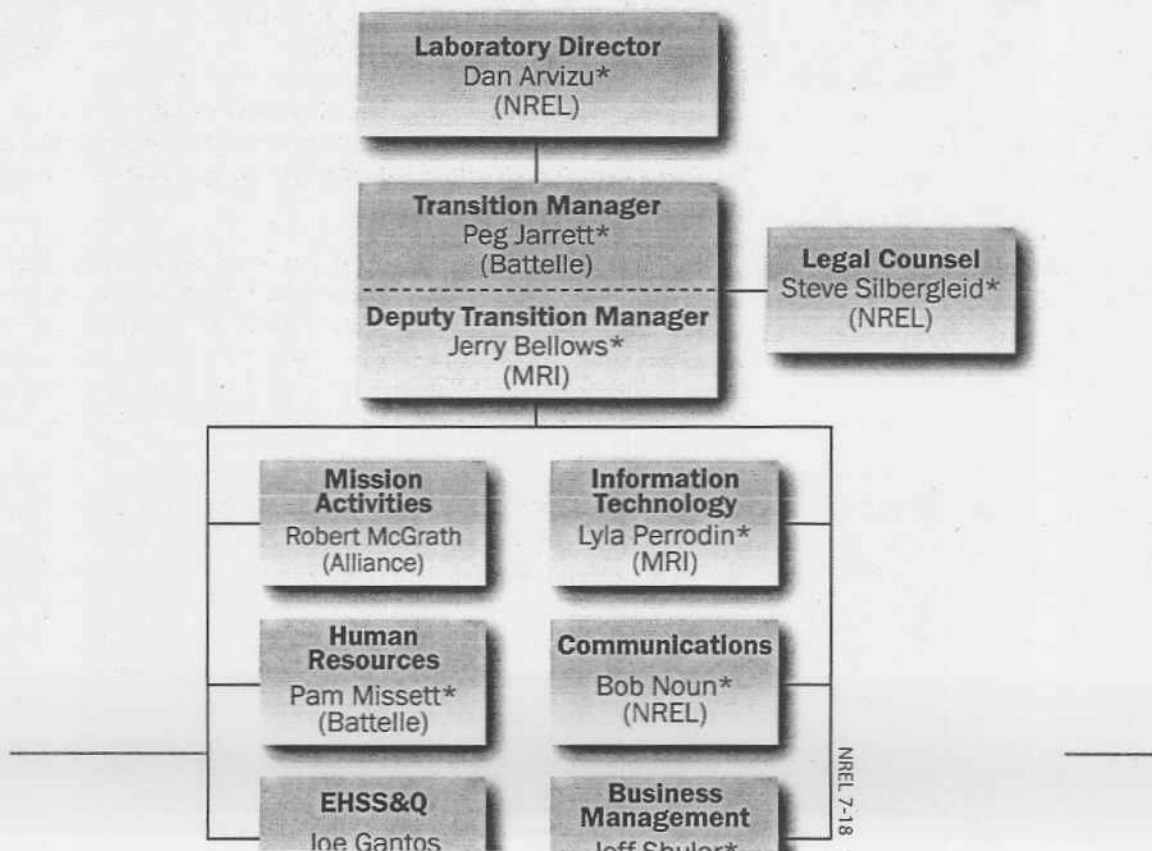 Laboratory Director
Dan Arvizu*
(NREL)
Transition Manager
Peg Jarrett*
(Battelle)
Deputy Transition Manager
Jerry Bellows*
(MRI)
Legal Counsel
Steve Silbergleid*
(NREL)
Mission
Activities
Robert McGrath
(Alliance)
Information
Technology
Lyla Perrodin*
(MRI)
Human
Resources
Pam Missett*
(Battelle)
Communications
Bob Noun*
(NREL)
EHSS&Q
Joe Gantos
Business
Management
Jeff
NREL 7-18